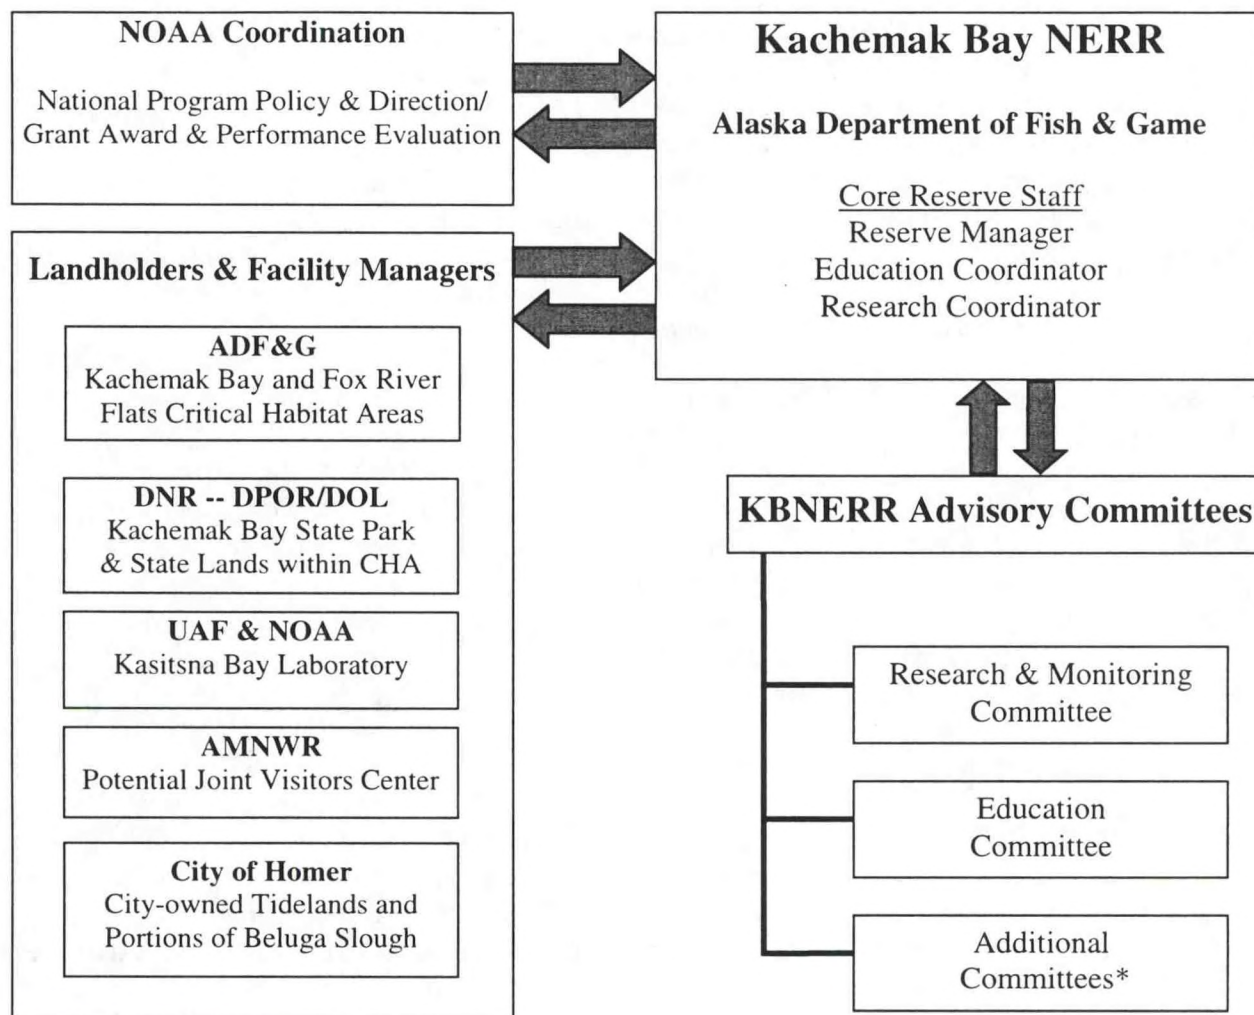 NOAA Coordination
National Program Policy & Direction/
Grant Award & Performance Evaluation
Kachemak Bay NERR
Alaska Department of Fish & Game
Core Reserve Staff
Reserve Manager
Education Coordinator
Research Coordinator
Landholders & Facility Managers
ADF&G
Kachemak Bay and Fox River
Flats Critical Habitat Areas
DNR -- DPOR/DOL
Kachemak Bay State Park
& State Lands within CHA
UAF & NOAA
Kasitsna Bay Laboratory
AMNWR
Potential Joint Visitors Center
City of Homer
City-owned Tidelands and
Portions of Beluga Slough
KBNERR Advisory Committees
Research & Monitoring
Committee
Education
Committee
Additional
Committees*